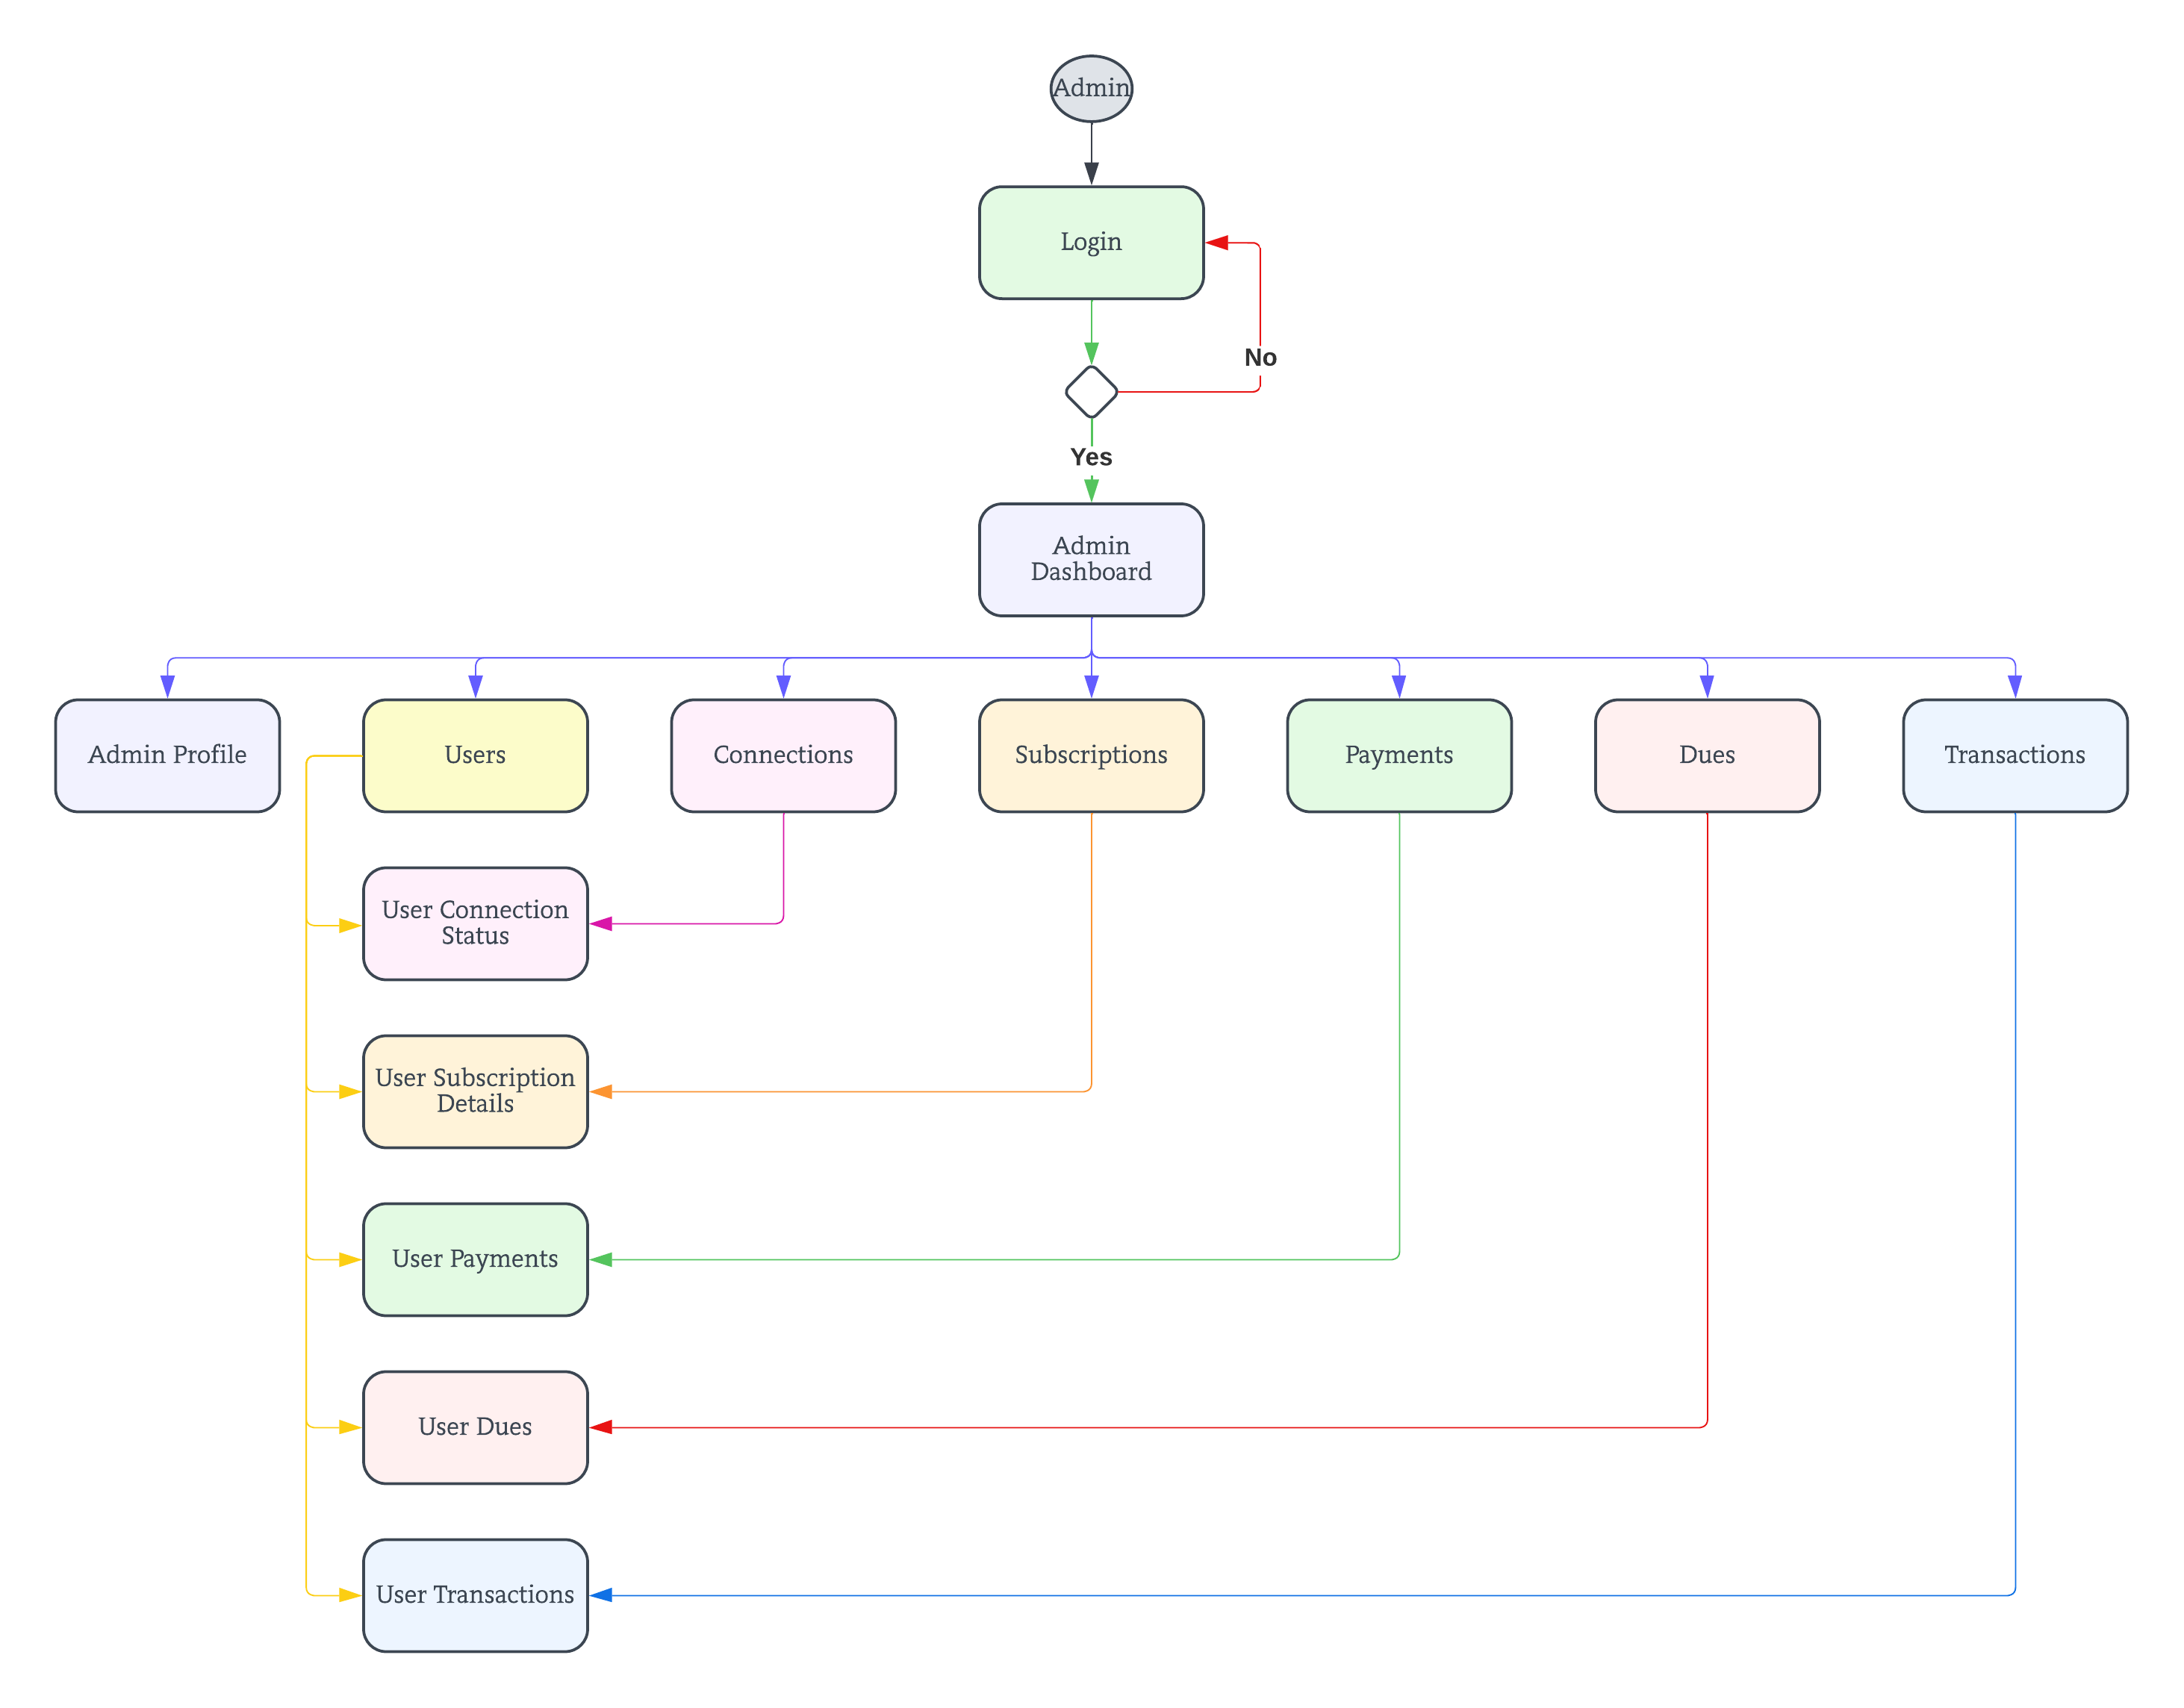 Admin
Login
No
Yes
Admin
Dashboard
Admin Profile
Users
Connections
Subscriptions
Payments
Dues
Transactions
User Connection
Status
User Subscription
Details
User Payments
User Dues
User Transactions